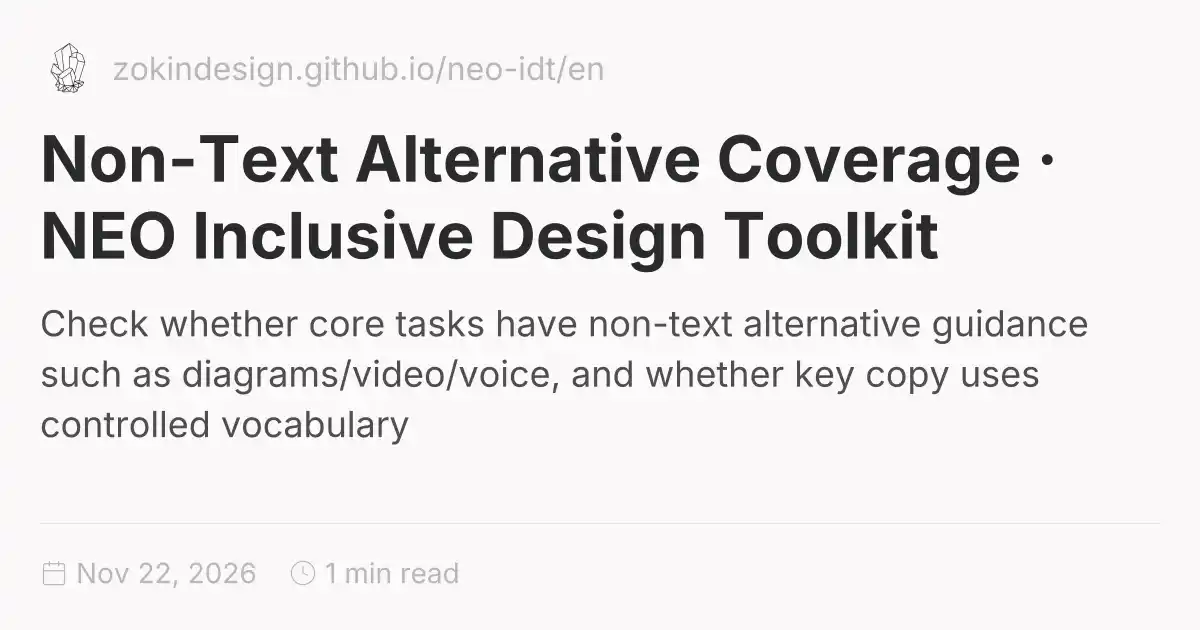 zokindesign.github.io/neo-idt/en
Non-Text Alternative Coverage ·
NEO Inclusive Design Toolkit
Check whether core tasks have non-text alternative guidance
such as diagrams/video/voice, and whether key copy uses
controlled vocabulary
Nov 22, 2026 1 min read